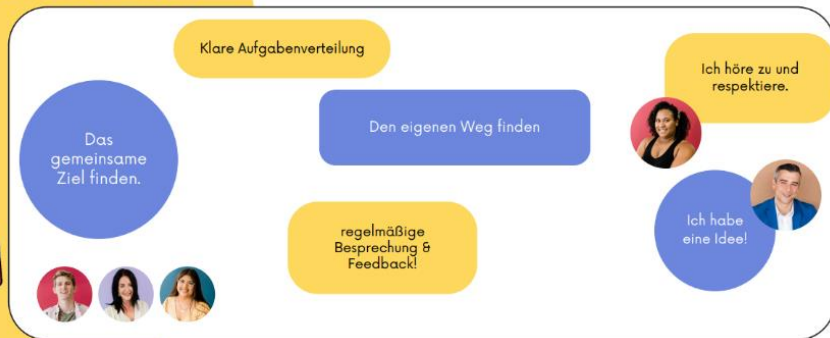 Klare Aufgabenverteilung
Ich höre zu und
respektiere.
Das
gemeinsame
Ziel finden.
Den eigenen Weg finden
regelmäßige
Besprechung &
Feedback!
Ich habe
eine Idee!